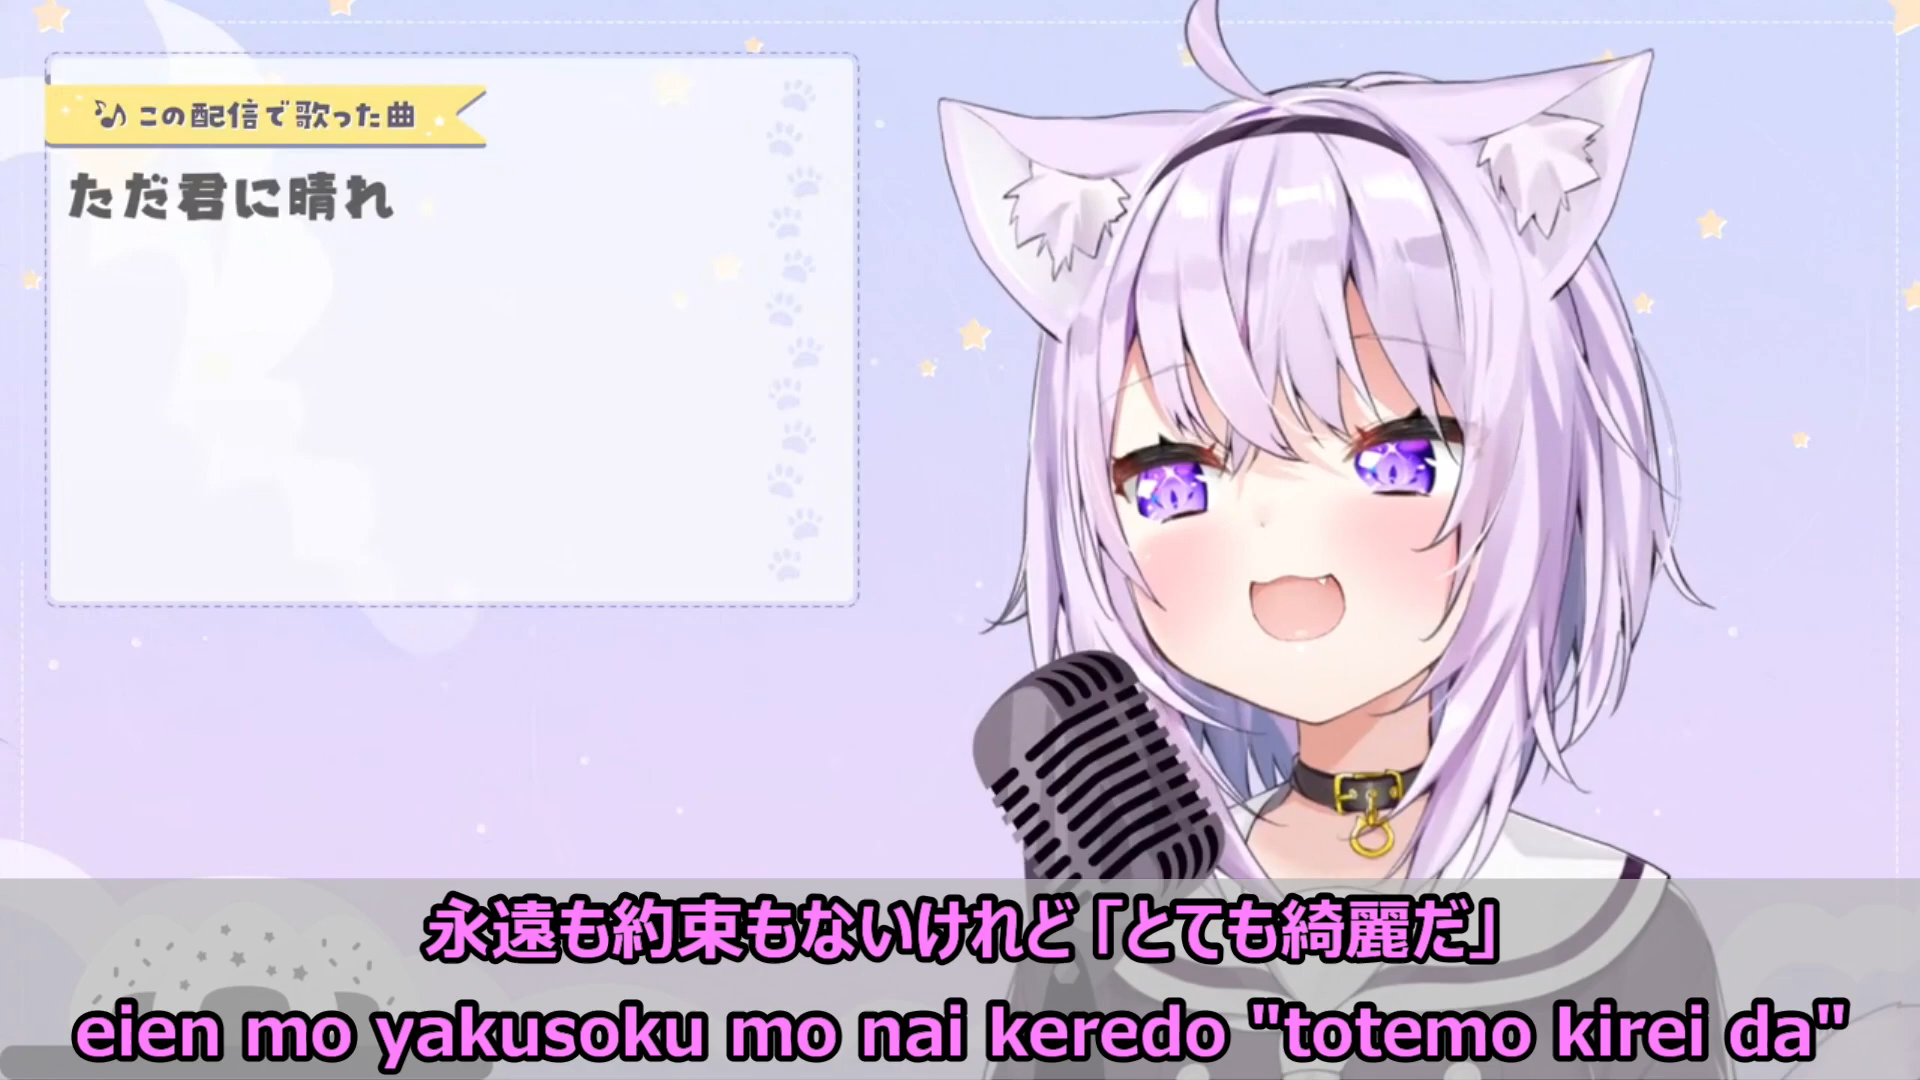 この配信で歌った曲
ただ君に晴れ
永遠も約束もないけれど「とても綺麗だ」
eien mo yakusoku mo nai keredo "totemo kirei da"